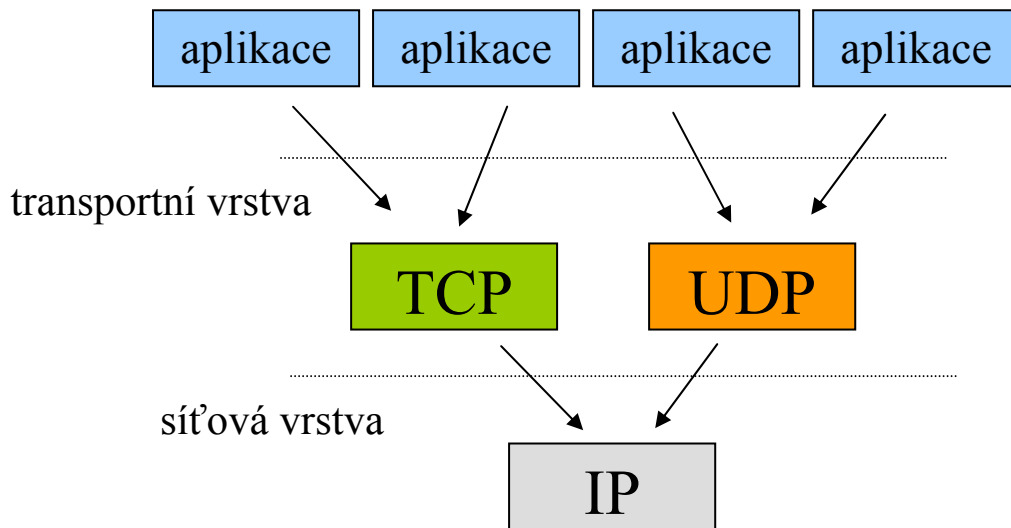 aplikace aplikace aplikace aplikace
transportní vrstva
TCP UDP
síťová vrstva
IP